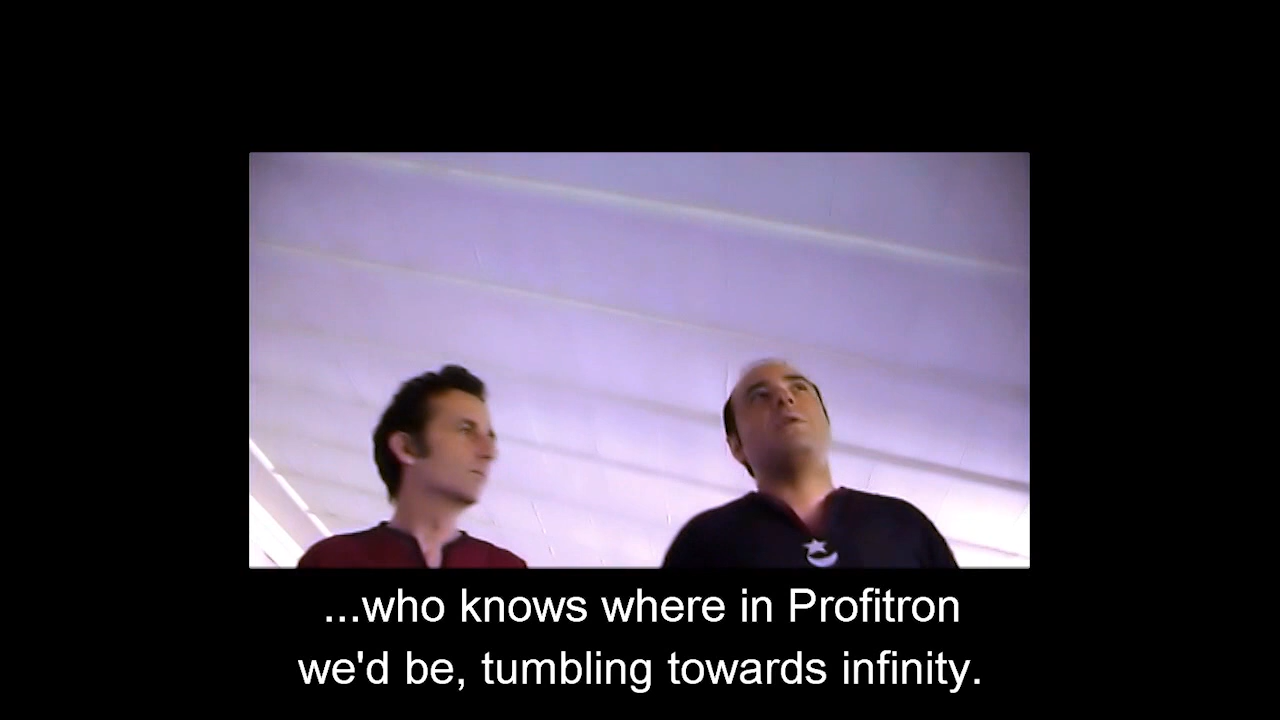 ...who knows where in Profitron
we'd be, tumbling towards infinity.